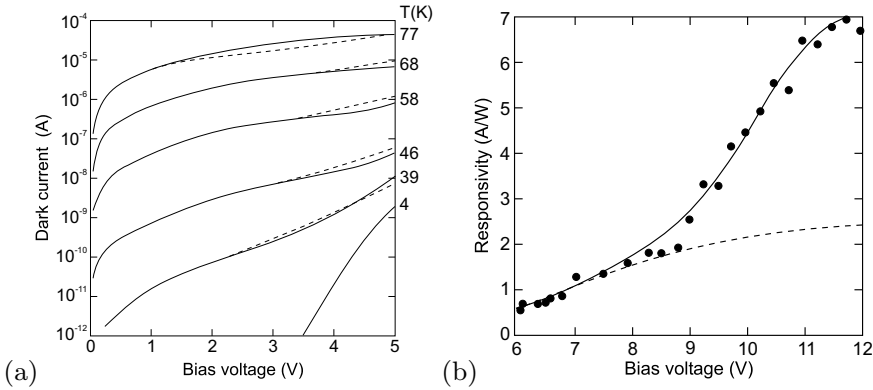 T(K)
10^-4
77
10^-5
68
10^-6
58
10^-7
10^-8
46
39
10^-9
4
10^-10
10^-11
10^-12
Dark current (A)
0 1 2 3 4 5
Bias voltage (V)
(a)
7
6
5
4
3
2
1
0
Responsivity (A/W)
6 7 8 9 10 11 12
Bias voltage (V)
(b)